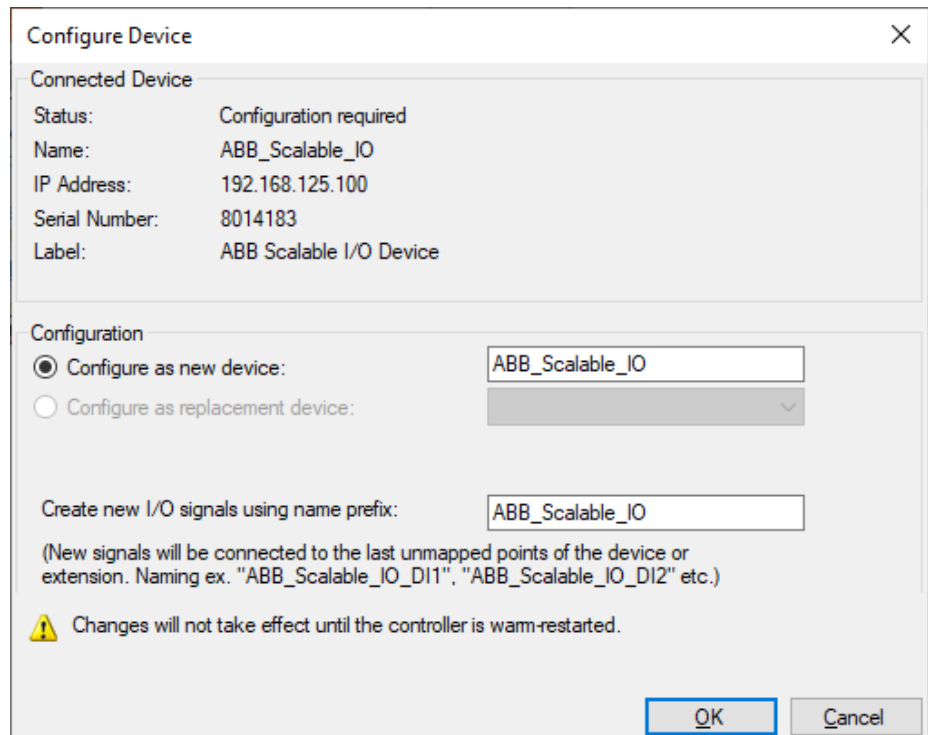 Configure Device
Connected Device
Status: Configuration required
Name: ABB_Scalable_IO
IP Address: 192.168.125.100
Serial Number: 8014183
Label: ABB Scalable I/O Device
Configuration
Configure as new device: ABB_Scalable_IO
Configure as replacement device:
Create new I/O signals using name prefix: ABB_Scalable_IO
(New signals will be connected to the last unmapped points of the device or
extension. Naming ex. "ABB_Scalable_IO_DI1", "ABB_Scalable_IO_DI2" etc.)
Changes will not take effect until the controller is warm-restarted.
OK Cancel